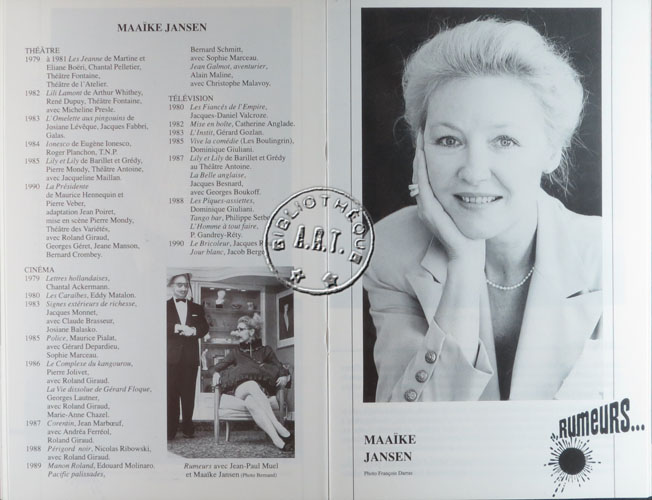 MAAÏKE JANSEN
THÉÂTRE
1979 à 1981 Les Jeanne de Martine et
Eliane Boéri, Chantal Pelletier,
Théâtre Fontaine,
Théâtre de l'Atelier.
1982 Lili Lamont de Arthur Whithey,
René Dupuy, Théâtre Fontaine,
avec Micheline Presle.
1983 L'Omelette aux pingouins de
Josiane Lévêque, Jacques Fabbri,
Galas.
1984 Ionesco de Eugène Ionesco,
Roger Planchon, T.N.P.
1985 Lily et Lily de Barillet et Grédy,
Pierre Mondy, Théâtre Antoine,
avec Jacqueline Maillan.
1990 La Présidente
de Maurice Hennequin et
Pierre Veber,
adaptation Jean Poiret,
mise en scène Pierre Mondy,
Théâtre des Variétés,
avec Roland Giraud,
Georges Géret, Jeane Manson,
Bernard Crombey.
CINÉMA
1979 Lettres hollandaises,
Chantal Ackermann.
1980 Les Caraïbes, Eddy Matalon.
1983 Signes extérieurs de richesse,
Jacques Monnet,
avec Claude Brasseur,
Josiane Balasko.
1985 Police, Maurice Pialat,
avec Gérard Depardieu,
Sophie Marceau.
1986 Le Complexe du kangourou,
Pierre Jolivet,
avec Roland Giraud.
La Vie dissolue de Gérard Floque,
Georges Lautner,
avec Roland Giraud,
Marie-Anne Chazel.
1987 Corentin, Jean Marbœuf,
avec Andréa Ferréol,
Roland Giraud.
1988 Périgord noir, Nicolas Ribowski,
avec Roland Giraud.
1989 Manon Roland, Edouard Molinaro.
Pacific palissades,
Bernard Schmitt,
avec Sophie Marceau.
Jean Galmot, aventurier,
Alain Maline,
avec Christophe Malavoy.
TÉLÉVISION
1980 Les Fiancés de l'Empire,
Jacques-Daniel Valcroze.
1982 Mise en boîte, Catherine Anglade.
1983 L'Instit, Gérard Gozlan.
1985 Vive la comédie (Les Boulingrin),
Dominique Giuliani.
1987 Lily et Lily de Barillet et Grédy
au Théâtre Antoine.
La Belle anglaise,
Jacques Besnard,
avec Georges Boukoff.
1988 Les Piques-assiettes,
Dominique Giuliani.
Tango bar, Philippe
L'Homme à tout faire,
P. Gandrey-Réty.
1990 Le Bricoleur, Jacques
Jour blanc, Jacob Berger
Rumeurs avec Jean-Paul Muel
et Maaïke Jansen (Photo Bernand)
BIBLIOTHÈQUE
A.R.T.
MAAÏKE
JANSEN
Photo François Darras
RUMEURS...